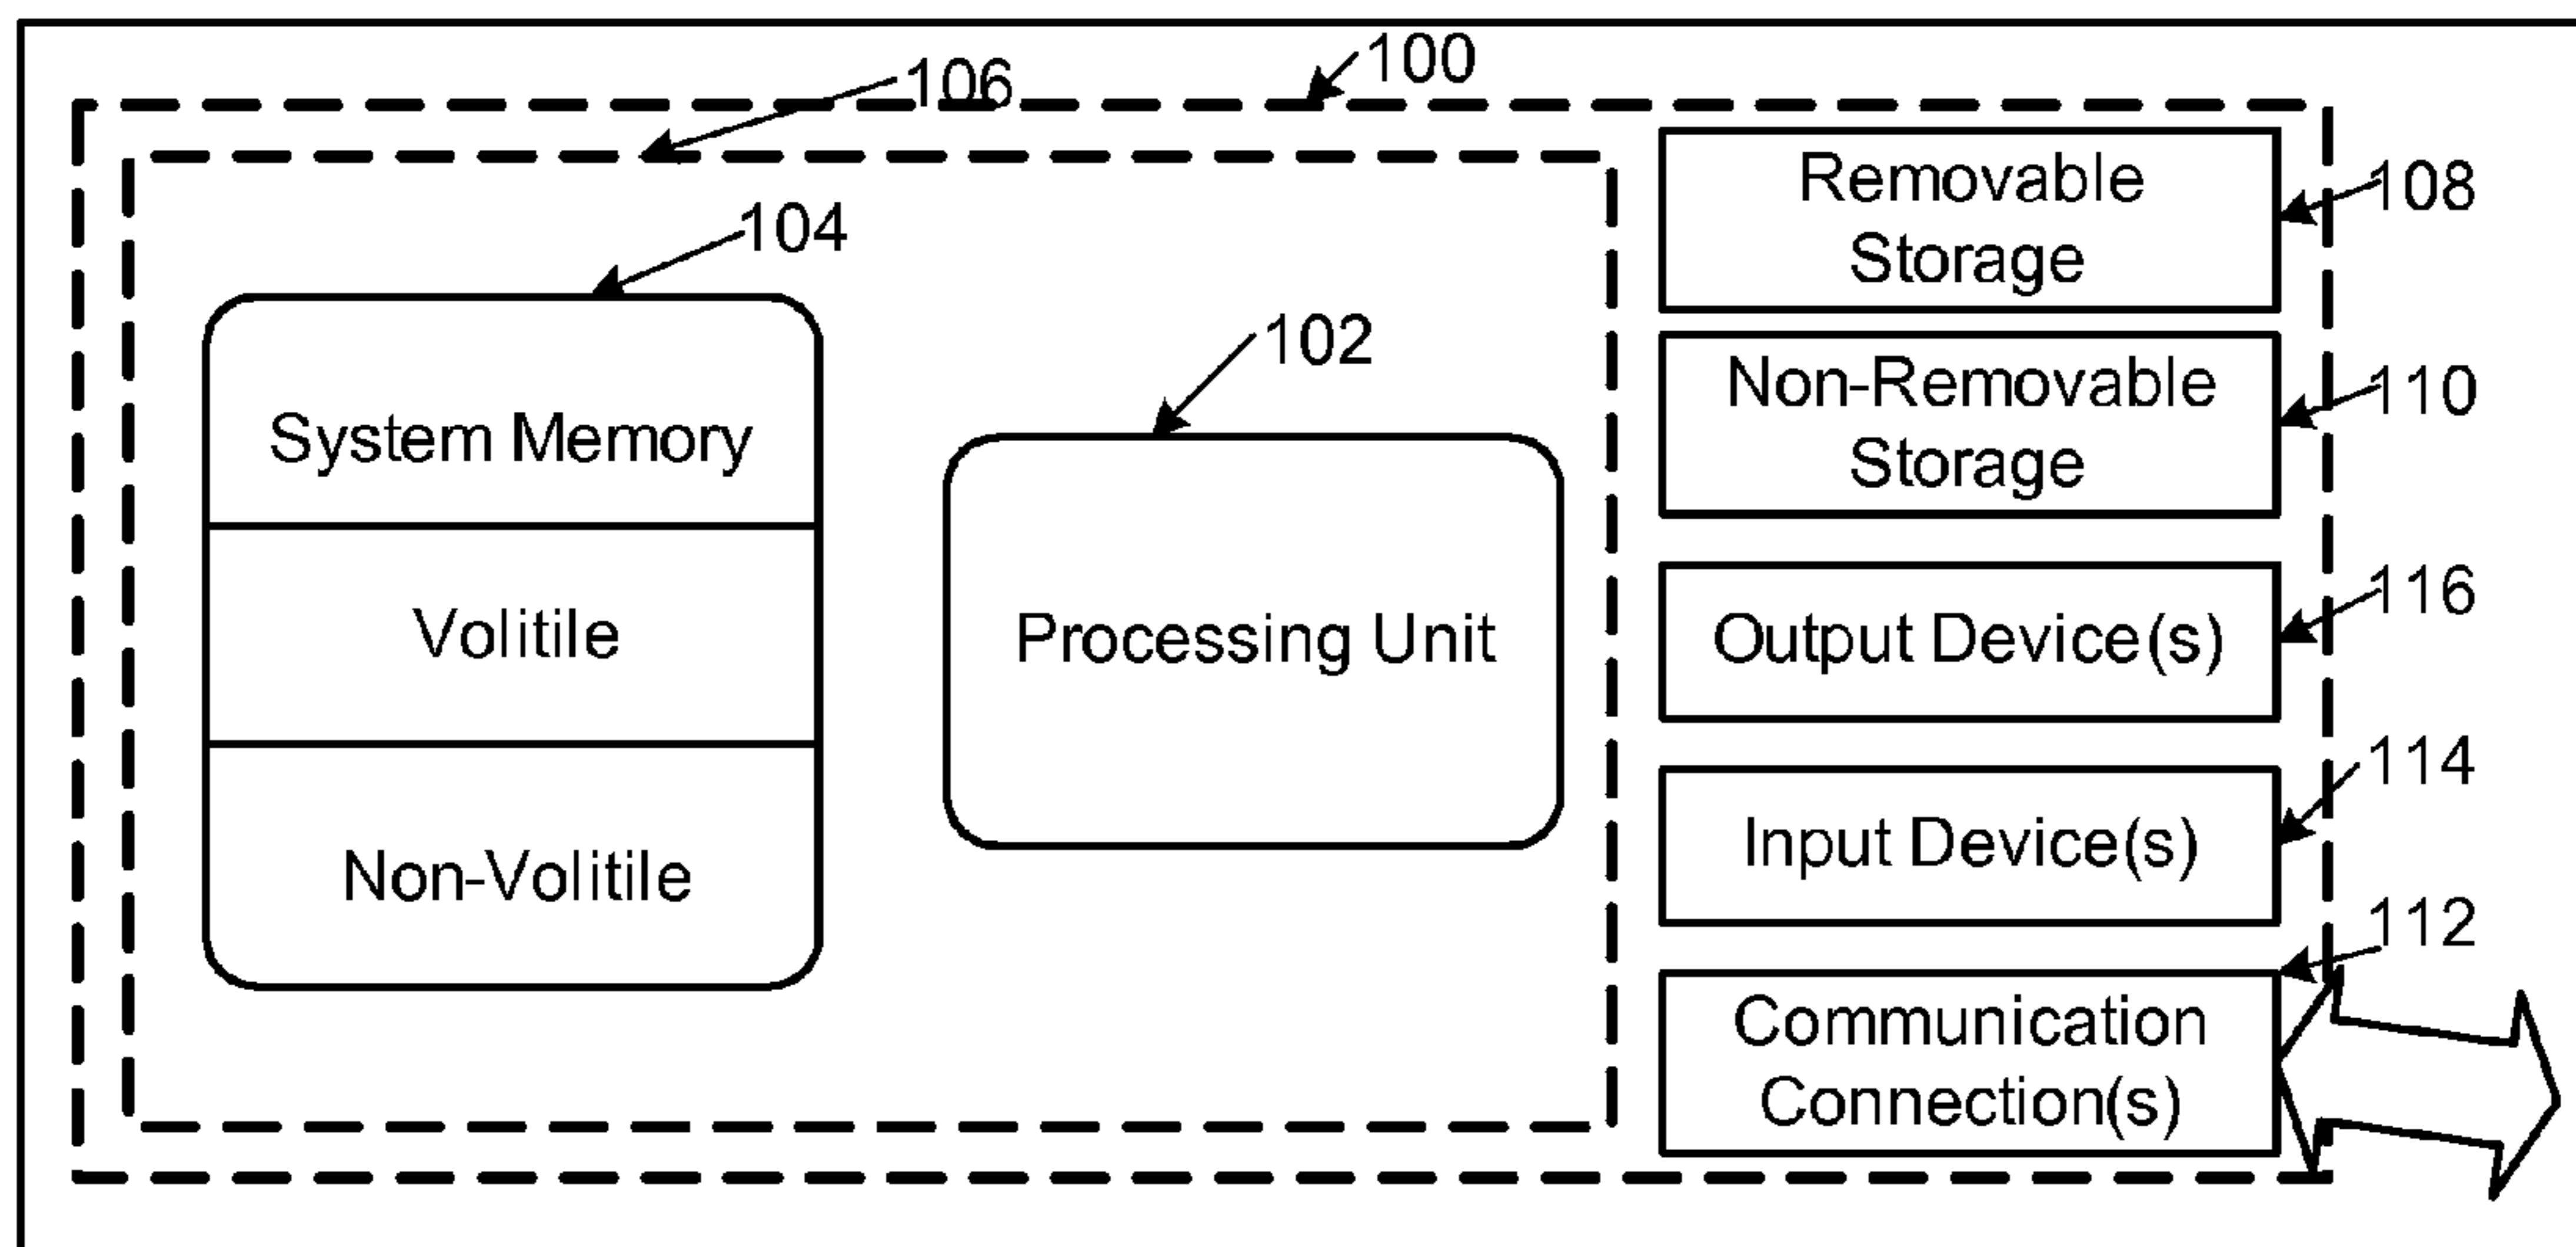 106
100
Removable
Storage
108
104
102
Non-Removable
Storage
110
System Memory
Volitile
Non-Volitile
Processing Unit
Output Device(s)
116
Input Device(s)
114
112
Communication
Connection(s)